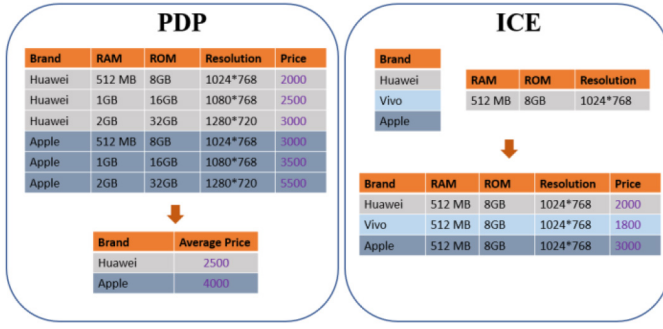 PDP
Brand RAM ROM Resolution Price
Huawei 512 MB 8GB 1024*768 2000
Huawei 1GB 16GB 1080*768 2500
Huawei 2GB 32GB 1280*720 3000
Apple 512 MB 8GB 1024*768 3000
Apple 1GB 16GB 1080*768 3500
Apple 2GB 32GB 1280*720 5500
Brand Average Price
Huawei 2500
Apple 4000
ICE
Brand
Huawei
Vivo
Apple
RAM ROM Resolution
512 MB 8GB 1024*768
Brand RAM ROM Resolution Price
Huawei 512 MB 8GB 1024*768 2000
Vivo 512 MB 8GB 1024*768 1800
Apple 512 MB 8GB 1024*768 3000